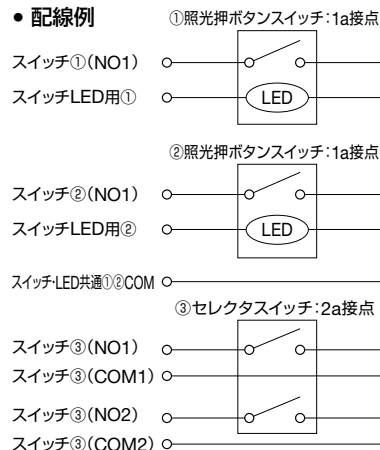 • 配線例
①照光押ボタンスイッチ:1a接点
スイッチ①(NO1)
スイッチLED用①
LED
②照光押ボタンスイッチ:1a接点
スイッチ②(NO1)
スイッチLED用②
LED
スイッチ・LED共通①②COM
③セレクタスイッチ:2a接点
スイッチ③(NO1)
スイッチ③(COM1)
スイッチ③(NO2)
スイッチ③(COM2)